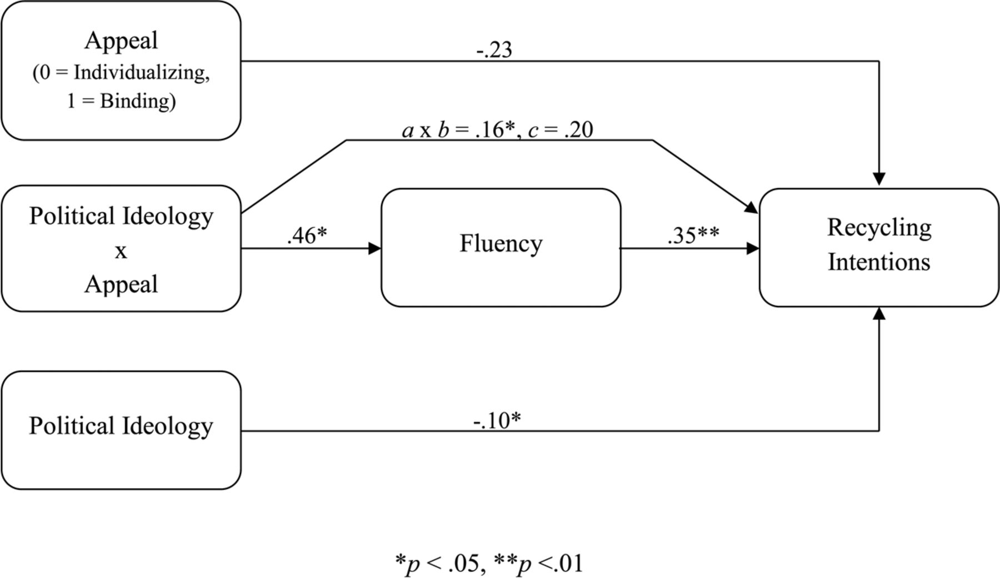 Appeal
(0 = Individualizing,
1 = Binding)
-.23
a x b = .16*, c = .20
Political Ideology
x
Appeal
.46*
Fluency
.35**
Recycling
Intentions
Political Ideology
-.10*
*p < .05, **p <.01